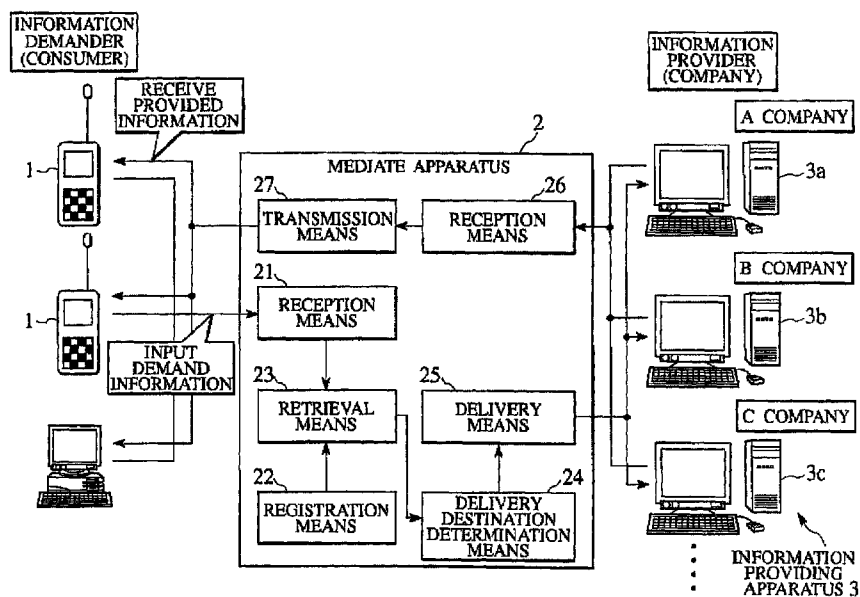 INFORMATION
DEMANDER
(CONSUMER)
RECEIVE
PROVIDED
INFORMATION
1
1
INPUT
DEMAND
INFORMATION
2
MEDIATE APPARATUS
27
TRANSMISSION
MEANS
26
RECEPTION
MEANS
21
RECEPTION
MEANS
23
RETRIEVAL
MEANS
25
DELIVERY
MEANS
22
REGISTRATION
MEANS
24
DELIVERY
DESTINATION
DETERMINATION
MEANS
INFORMATION
PROVIDER
(COMPANY)
A COMPANY
3a
B COMPANY
3b
C COMPANY
3c
INFORMATION
PROVIDING
APPARATUS 3